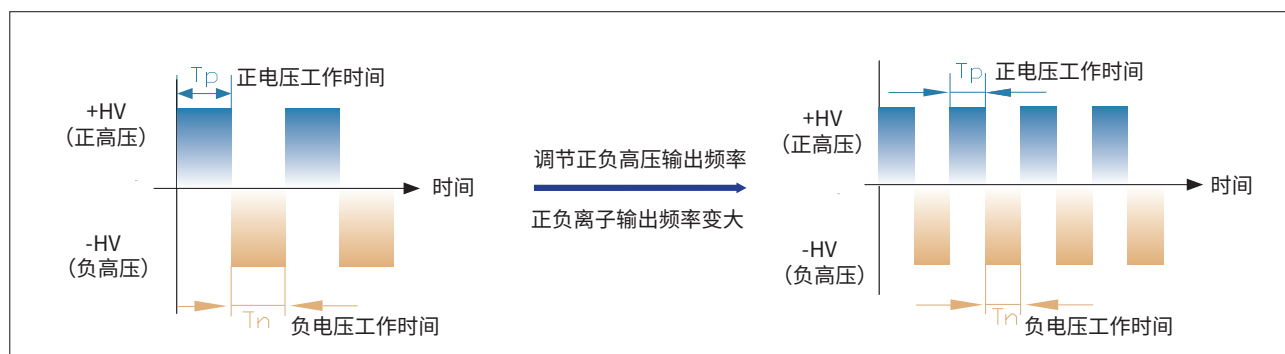 Tp 正电压工作时间
+HV
（正高压）
时间
-HV
（负高压）
Tn 负电压工作时间
调节正负高压输出频率
正负离子输出频率变大
Tp 正电压工作时间
+HV
（正高压）
时间
-HV
（负高压）
Tn 负电压工作时间